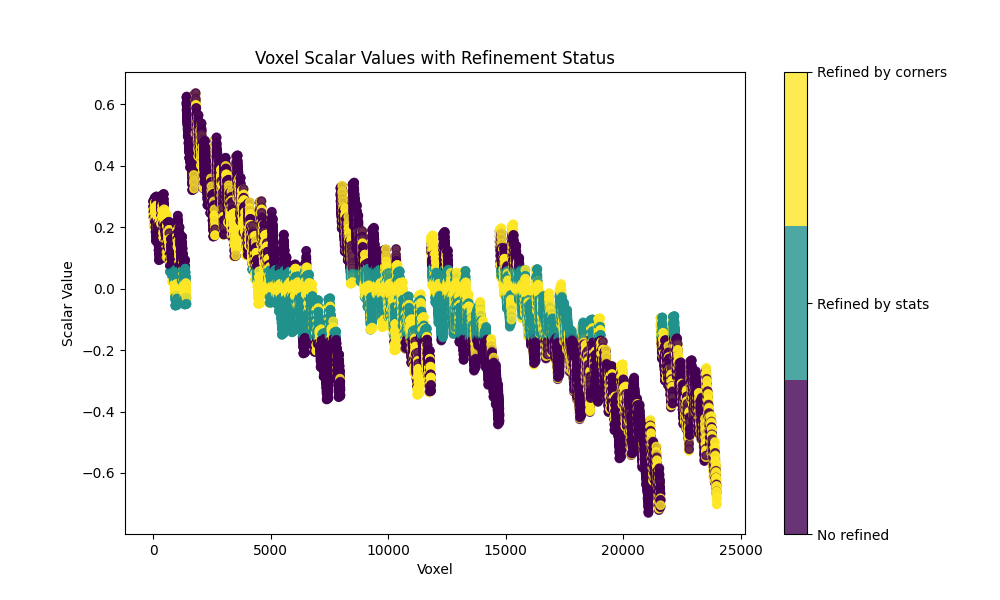 Voxel Scalar Values with Refinement Status
Refined by corners
Refined by stats
No refined
Scalar Value
0.6
0.4
0.2
0.0
−0.2
−0.4
−0.6
0
5000
10000
15000
20000
25000
Voxel